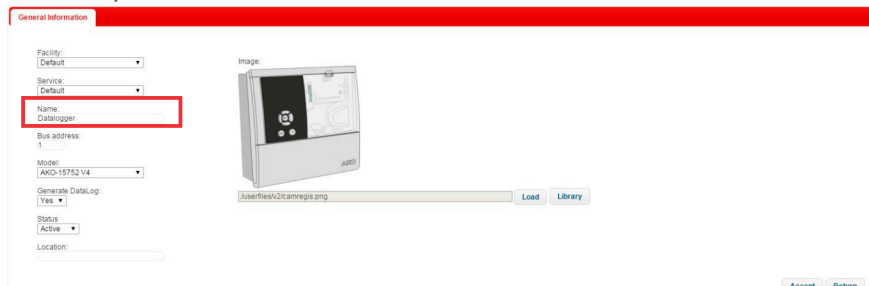 General Information
Facility:
Default
Service:
Default
Name:
Datalogger
Bus address:
1
Model:
AKO-15752 V4
Generate DataLog:
Yes
Status
Active
Location:
Image:
AKO
/userfiles/v2/camregis.png
Load
Library
Accept
Return